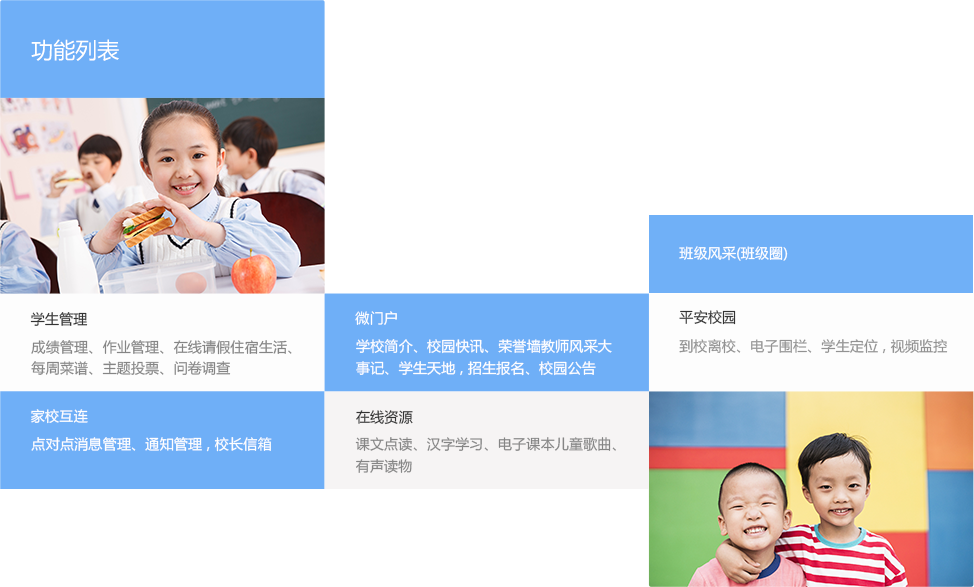 功能列表
班级风采(班级圈)
学生管理
成绩管理、作业管理、在线请假住宿生活、
每周菜谱、主题投票、问卷调查
微门户
学校简介、校园快讯、荣誉墙教师风采大
事记、学生天地，招生报名、校园公告
平安校园
到校离校、电子围栏、学生定位，视频监控
家校互连
点对点消息管理、通知管理，校长信箱
在线资源
课文点读、汉字学习、电子课本儿童歌曲、
有声读物